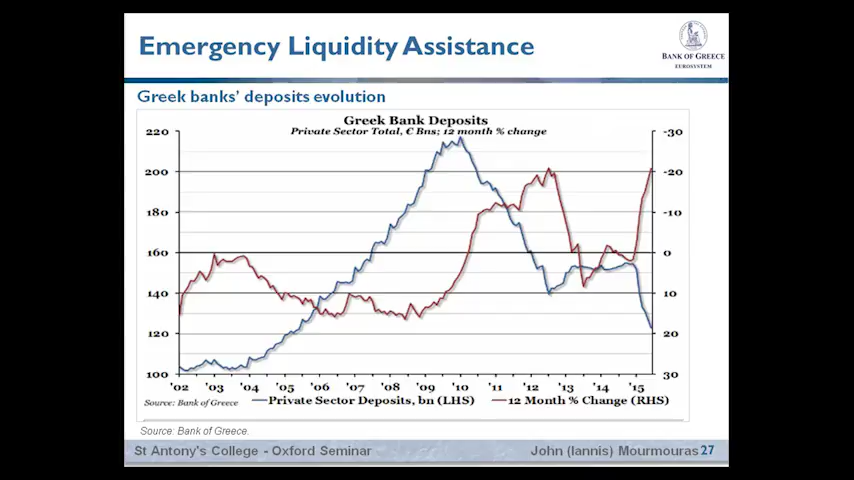 Emergency Liquidity Assistance
BANK OF GREECE
EUROSYSTEM
Greek banks' deposits evolution
Greek Bank Deposits
Private Sector Total, € Bns; 12 month % change
220
200
180
160
140
120
100
-30
-20
-10
0
10
20
30
'02 '03 '04 '05 '06 '07 '08 '09 '10 '11 '12 '13 '14 '15
Source: Bank of Greece
Private Sector Deposits, bn (LHS)
12 Month % Change (RHS)
Source: Bank of Greece.
St Antony's College - Oxford Seminar
John (Iannis) Mourmouras 27